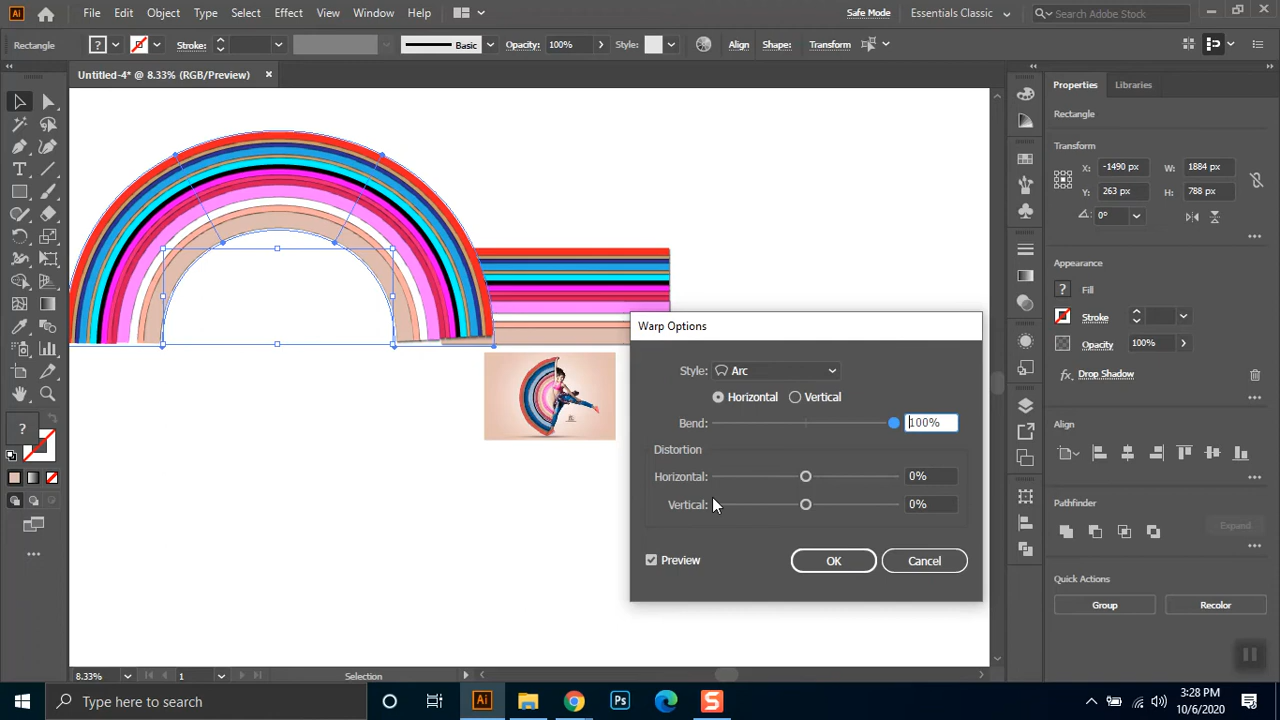 Ai File Edit Object Type Select Effect View Window Help Safe Mode Essentials Classic Search Adobe Stock
Rectangle ? Stroke: Basic Opacity: 100% Style: Align Shape: Transform
Untitled-4* @ 8.33% (RGB/Preview) ×
Properties Libraries
Rectangle
Transform
X: -1490 px W: 1884 px
Y: 263 px H: 788 px
0°
Appearance
? Fill
Stroke
Opacity 100%
fx Drop Shadow
Align
Pathfinder
Expand
Quick Actions
Group Recolor
Warp Options
Style: Arc
Horizontal Vertical
Bend: 100%
Distortion
Horizontal: 0%
Vertical: 0%
Preview OK Cancel
?
8.33% 1 Selection
Type here to search
Ai Ps S
3:28 PM
10/6/2020